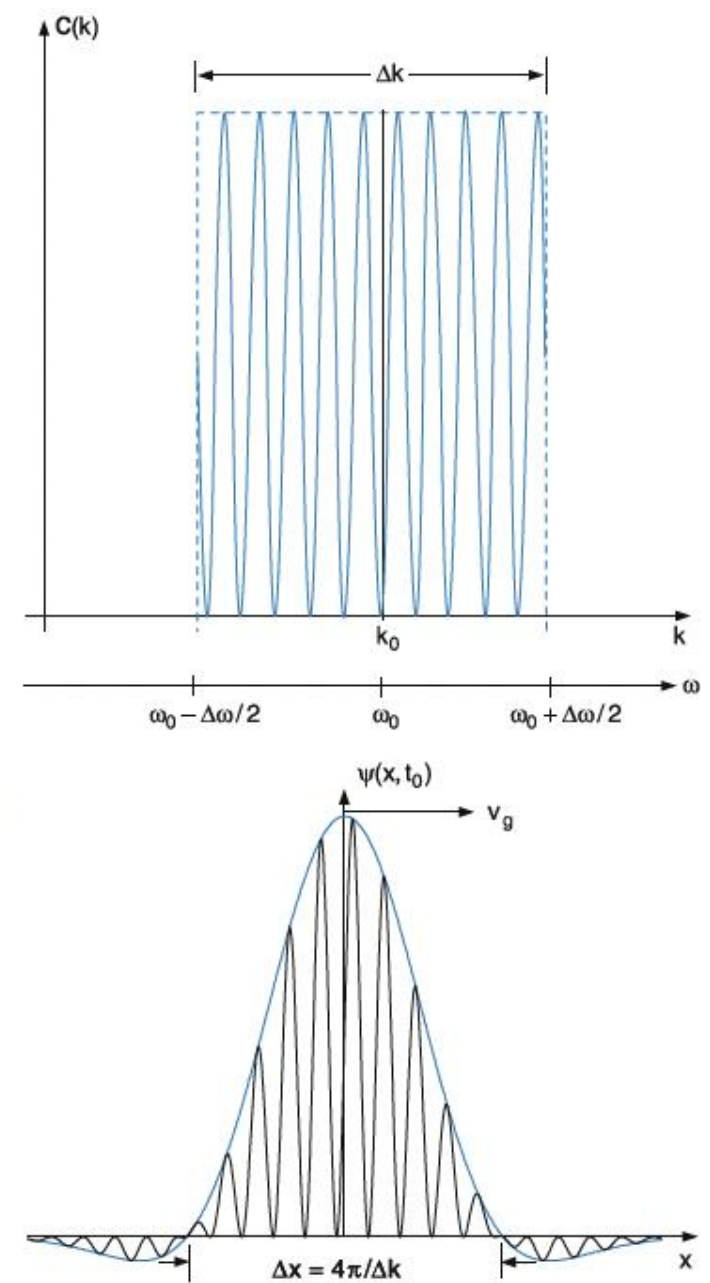 C(k)
Δk
k₀
k
ω
ω₀ – Δω/2
ω₀
ω₀ + Δω/2
ψ(x, t₀)
v_g
x
Δx = 4π/Δk